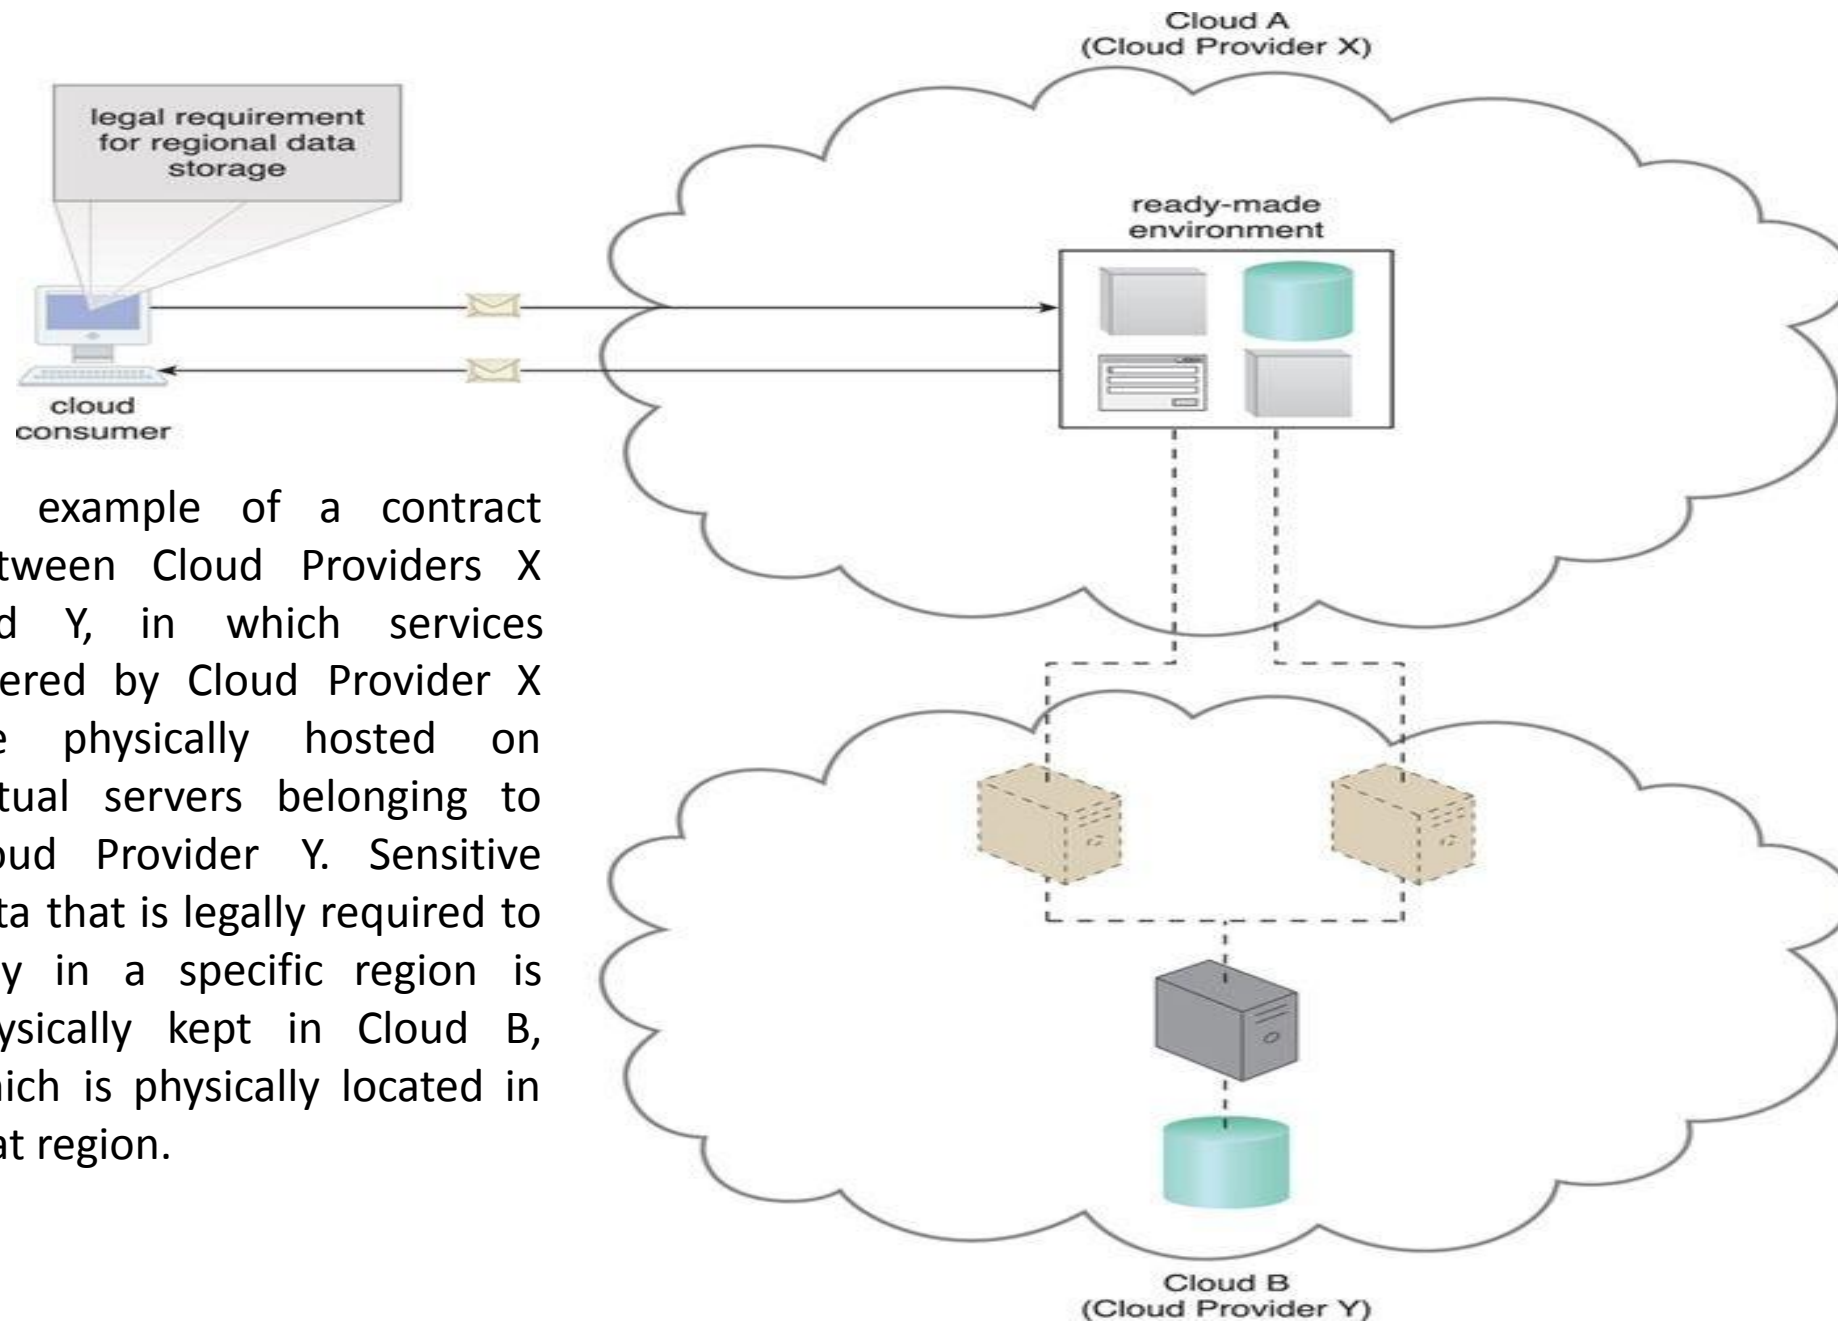 Cloud A
(Cloud Provider X)
legal requirement
for regional data
storage
ready-made
environment
cloud
consumer
example of a contract
tween Cloud Providers X
d Y, in which services
ered by Cloud Provider X
e physically hosted on
tual servers belonging to
oud Provider Y. Sensitive
ta that is legally required to
y in a specific region is
ysically kept in Cloud B,
hich is physically located in
at region.
Cloud B
(Cloud Provider Y)